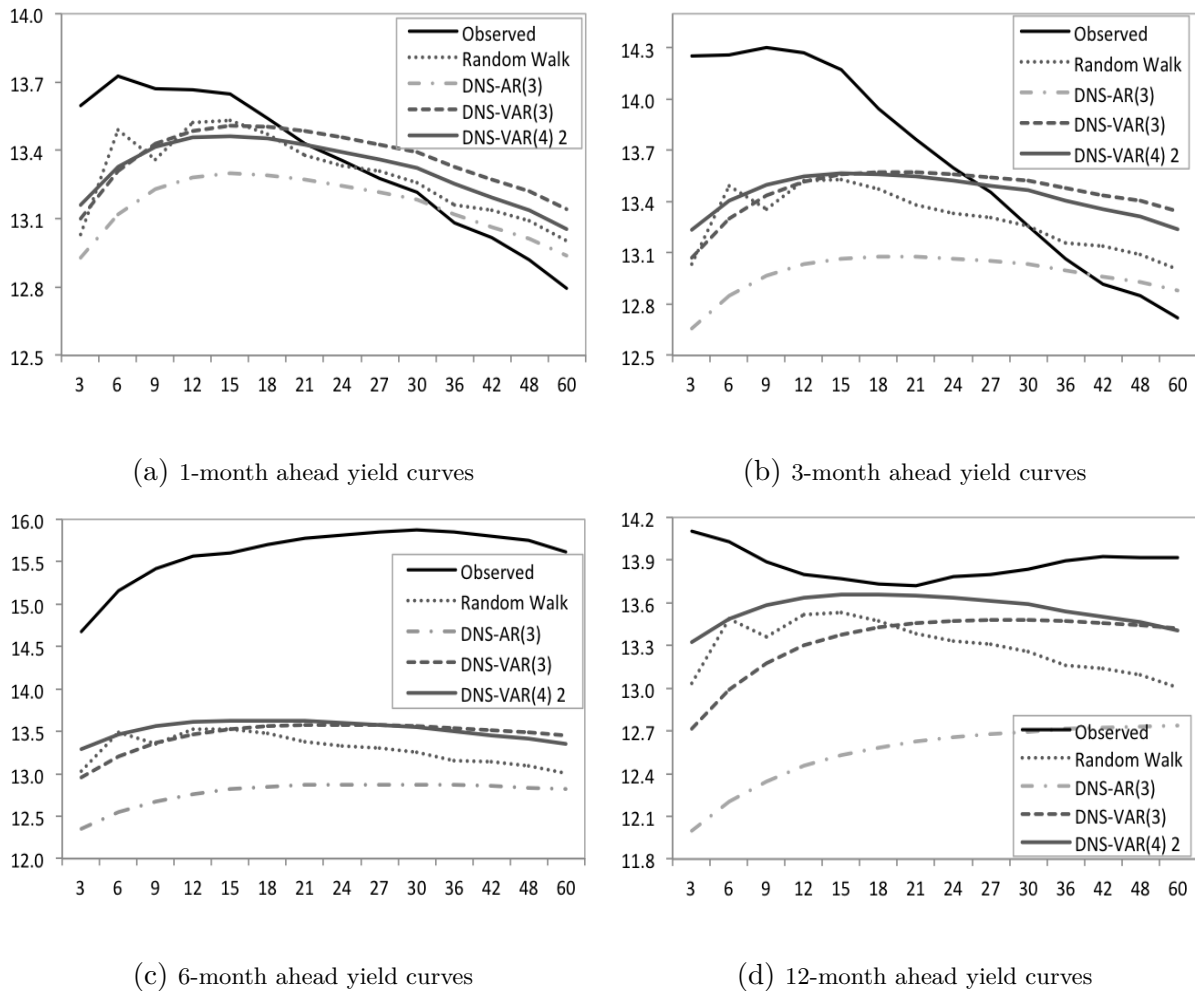 14.0
13.7
13.4
13.1
12.8
12.5
3 6 9 12 15 18 21 24 27 30 36 42 48 60
Observed
Random Walk
DNS-AR(3)
DNS-VAR(3)
DNS-VAR(4) 2
(a) 1-month ahead yield curves
14.3
14.0
13.7
13.4
13.1
12.8
12.5
3 6 9 12 15 18 21 24 27 30 36 42 48 60
Observed
Random Walk
DNS-AR(3)
DNS-VAR(3)
DNS-VAR(4) 2
(b) 3-month ahead yield curves
16.0
15.5
15.0
14.5
14.0
13.5
13.0
12.5
12.0
3 6 9 12 15 18 21 24 27 30 36 42 48 60
Observed
Random Walk
DNS-AR(3)
DNS-VAR(3)
DNS-VAR(4) 2
(c) 6-month ahead yield curves
14.2
13.9
13.6
13.3
13.0
12.7
12.4
12.1
11.8
3 6 9 12 15 18 21 24 27 30 36 42 48 60
Observed
Random Walk
DNS-AR(3)
DNS-VAR(3)
DNS-VAR(4) 2
(d) 12-month ahead yield curves